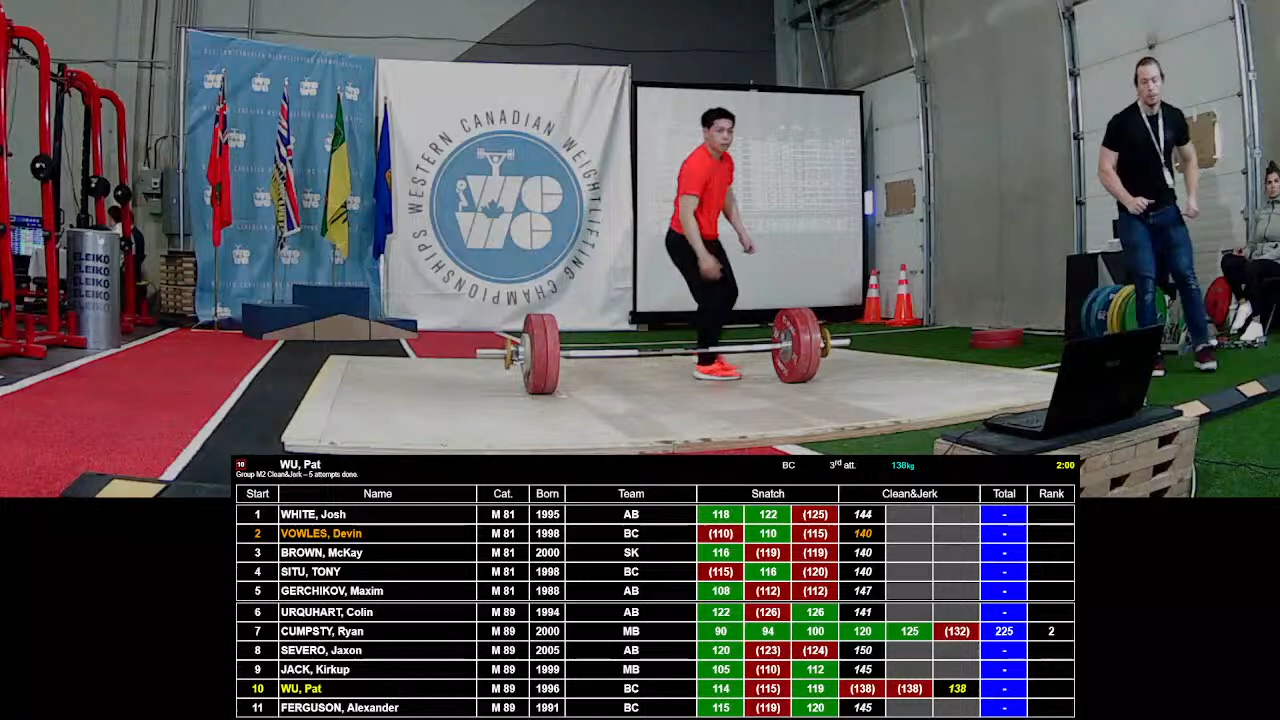 WESTERN CANADIAN WEIGHTLIFTING CHAMPIONSHIPS
WC
WC
ELEIKO
ELEIKO
ELEIKO
ELEIKO
ELEIKO
10 WU, Pat BC 3rd att. 138kg 2:00
Group M2 Clean&Jerk – 5 attempts done.
Start Name Cat. Born Team Snatch Clean&Jerk Total Rank
1 WHITE, Josh M 81 1995 AB 118 122 (125) 144 -
2 VOWLES, Devin M 81 1998 BC (110) 110 (115) 140 -
3 BROWN, McKay M 81 2000 SK 116 (119) (119) 140 -
4 SITU, TONY M 81 1998 BC (115) 116 (120) 140 -
5 GERCHIKOV, Maxim M 81 1988 AB 108 (112) (112) 147 -
6 URQUHART, Colin M 89 1994 AB 122 (126) 126 141 -
7 CUMPSTY, Ryan M 89 2000 MB 90 94 100 120 125 (132) 225 2
8 SEVERO, Jaxon M 89 2005 AB 120 (123) (124) 150 -
9 JACK, Kirkup M 89 1999 MB 105 (110) 112 145 -
10 WU, Pat M 89 1996 BC 114 (115) 119 (138) (138) 138 -
11 FERGUSON, Alexander M 89 1991 BC 115 (119) 120 145 -